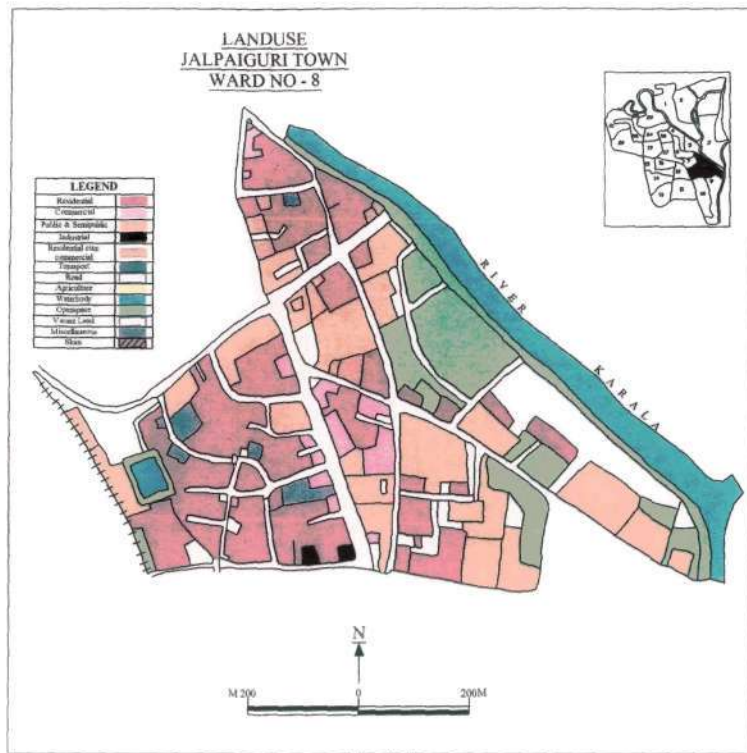 LANDUSE
JALPAIGURI TOWN
WARD NO - 8
LEGEND
Residential
Commercial
Public & Semipublic
Industrial
Residential cum
commercial
Transport
Road
Agriculture
Waterbody
Openspace
Vacant Land
Miscellaneous
Slum
RIVER KARALA
N
M 200 0 200M